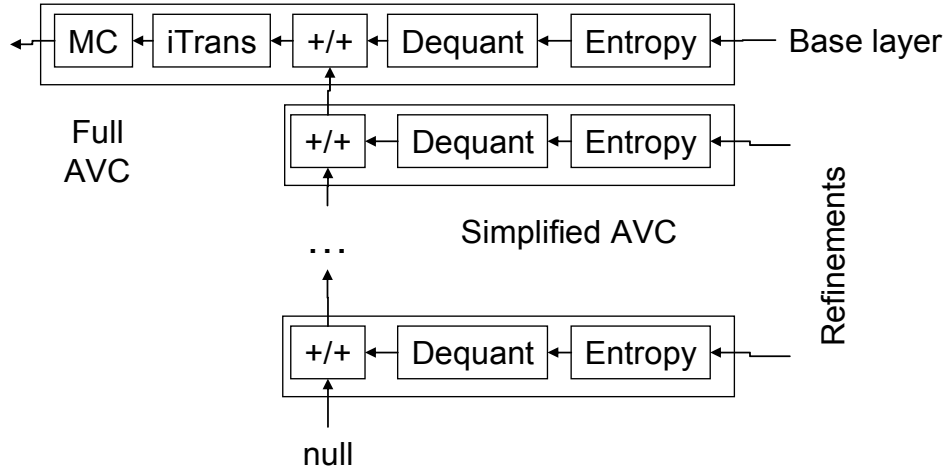 MC iTrans +/+ Dequant Entropy Base layer
Full
AVC
+/+ Dequant Entropy
Simplified AVC
Refinements
...
+/+ Dequant Entropy
null